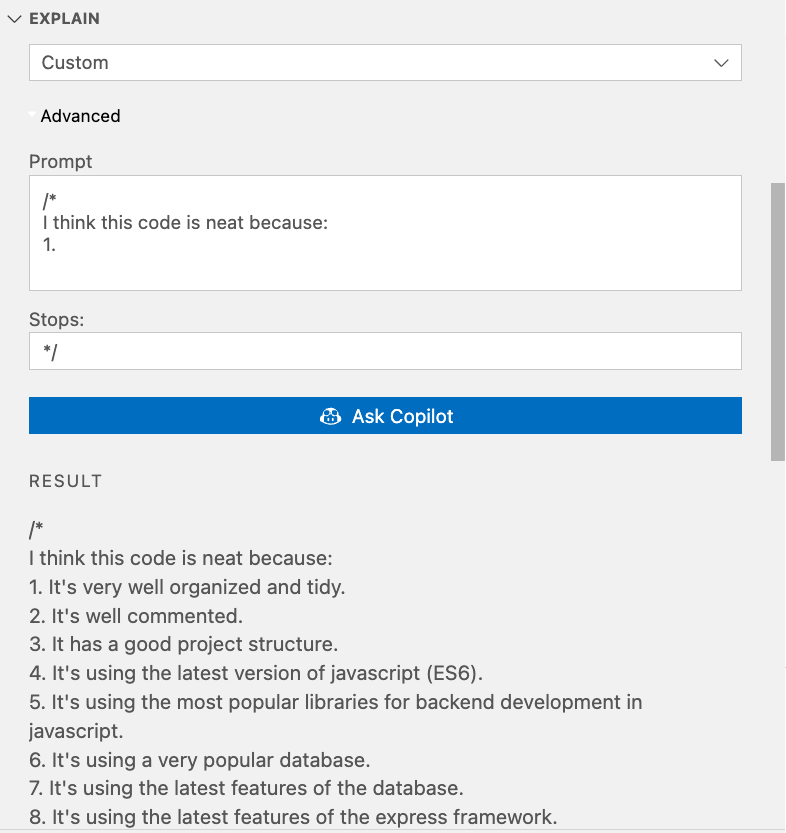 EXPLAIN
Custom
Advanced
Prompt
/*
I think this code is neat because:
1.
Stops:
*/
Ask Copilot
RESULT
/*
I think this code is neat because:
1. It's very well organized and tidy.
2. It's well commented.
3. It has a good project structure.
4. It's using the latest version of javascript (ES6).
5. It's using the most popular libraries for backend development in
javascript.
6. It's using a very popular database.
7. It's using the latest features of the database.
8. It's using the latest features of the express framework.